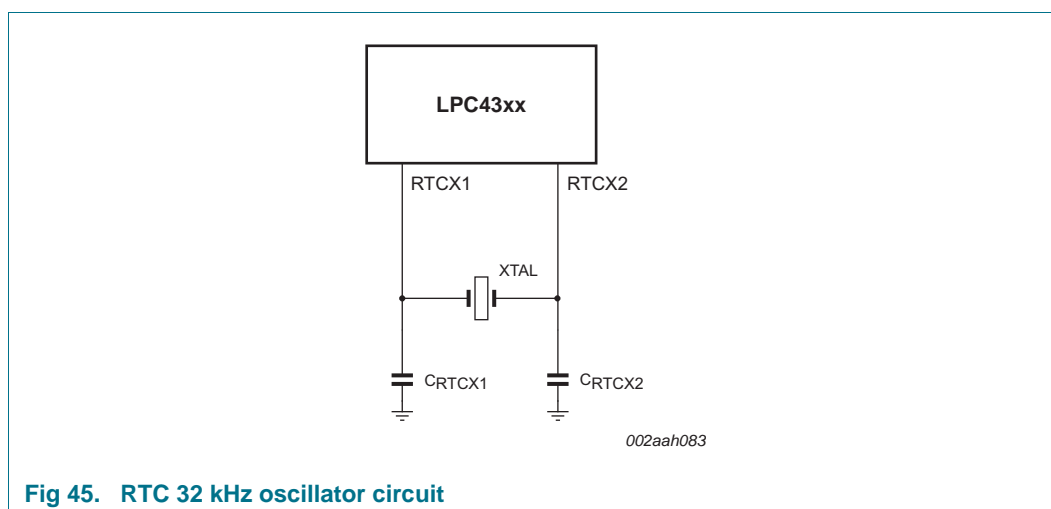 LPC43xx
RTCX1 RTCX2
XTAL
CRTCX1 CRTCX2
002aah083
Fig 45. RTC 32 kHz oscillator circuit